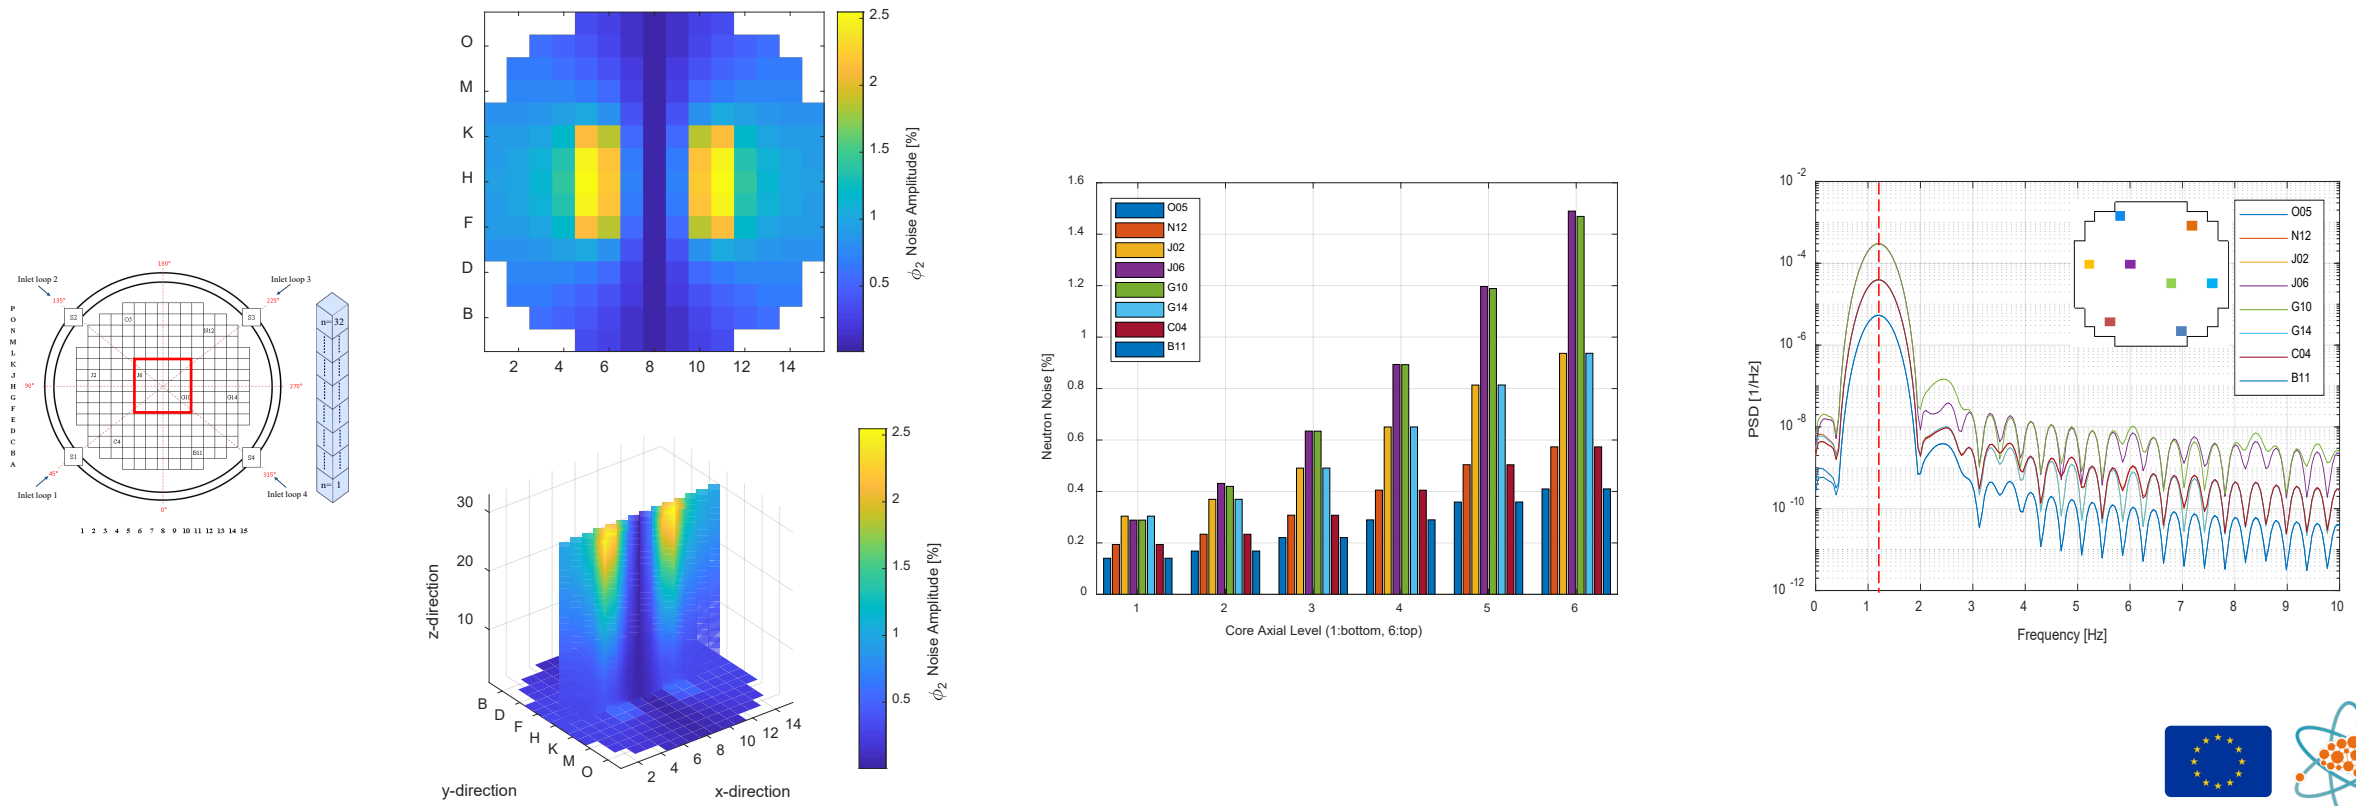 180°
Inlet loop 2
Inlet loop 3
135°
225°
S2
S3
P
O
N
M
L
K
J
H
G
F
E
D
C
B
A
O5
N12
J2
J6
G10
G14
C4
B11
90°
270°
S1
S4
45°
315°
Inlet loop 1
Inlet loop 4
0°
1 2 3 4 5 6 7 8 9 10 11 12 13 14 15
n= 32
n= 1
O
M
K
H
F
D
B
2 4 6 8 10 12 14
2.5
2
1.5
1
0.5
ϕ2 Noise Amplitude [%]
30
20
10
z-direction
B
D
F
H
K
M
O
y-direction
2 4 6 8 10 12 14
x-direction
2.5
2
1.5
1
0.5
ϕ2 Noise Amplitude [%]
1.6
1.4
1.2
1
0.8
0.6
0.4
0.2
0
Neutron Noise [%]
O05
N12
J02
J06
G10
G14
C04
B11
1 2 3 4 5 6
Core Axial Level (1:bottom, 6:top)
10-2
10-4
10-6
10-8
10-10
10-12
PSD [1/Hz]
O05
N12
J02
J06
G10
G14
C04
B11
0 1 2 3 4 5 6 7 8 9 10
Frequency [Hz]